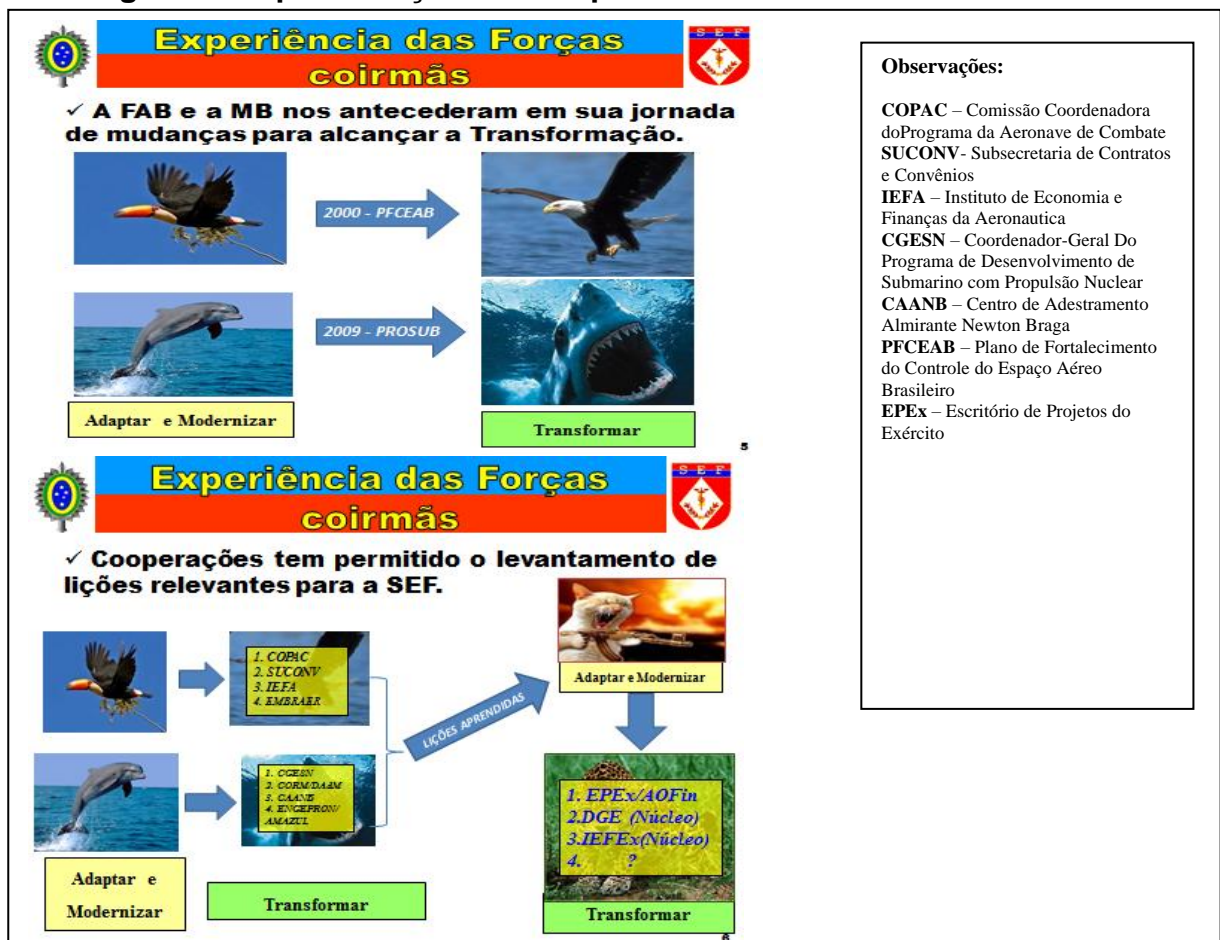 Experiência das Forças
coirmãs
S E F
✓ A FAB e a MB nos antecederam em sua jornada
de mudanças para alcançar a Transformação.
2000 - PFCEAB
2009 - PROSUB
Adaptar e Modernizar
Transformar
5
Experiência das Forças
coirmãs
S E F
✓ Cooperações tem permitido o levantamento de
lições relevantes para a SEF.
1. COPAC
2. SUCONV
3. IEFA
4. EMBRAER
1. CGESN
2. CORM/DAdM
3. CAANB
4. ENGEPRON/
AMAZUL
LIÇÕES APRENDIDAS
Adaptar e Modernizar
1. EPEx/AOFin
2.DGE (Núcleo)
3.IEFEx(Núcleo)
4. ?
Adaptar e
Modernizar
Transformar
Transformar
6
Observações:
COPAC – Comissão Coordenadora
doPrograma da Aeronave de Combate
SUCONV- Subsecretaria de Contratos
e Convênios
IEFA – Instituto de Economia e
Finanças da Aeronautica
CGESN – Coordenador-Geral Do
Programa de Desenvolvimento de
Submarino com Propulsão Nuclear
CAANB – Centro de Adestramento
Almirante Newton Braga
PFCEAB – Plano de Fortalecimento
do Controle do Espaço Aéreo
Brasileiro
EPEx – Escritório de Projetos do
Exército